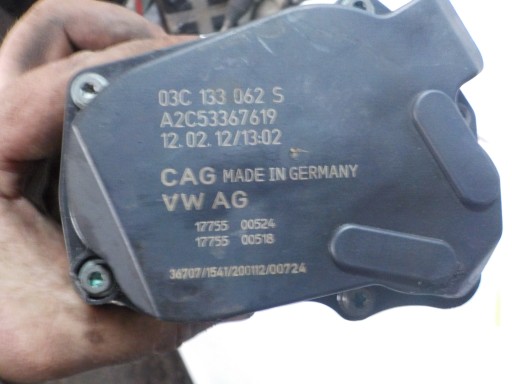 03C 133 062 S
A2C53367619
12.02.12/13:02
CAG MADE IN GERMANY
VW AG
17755 00524
17755 00518
36707/1541/200112/00724